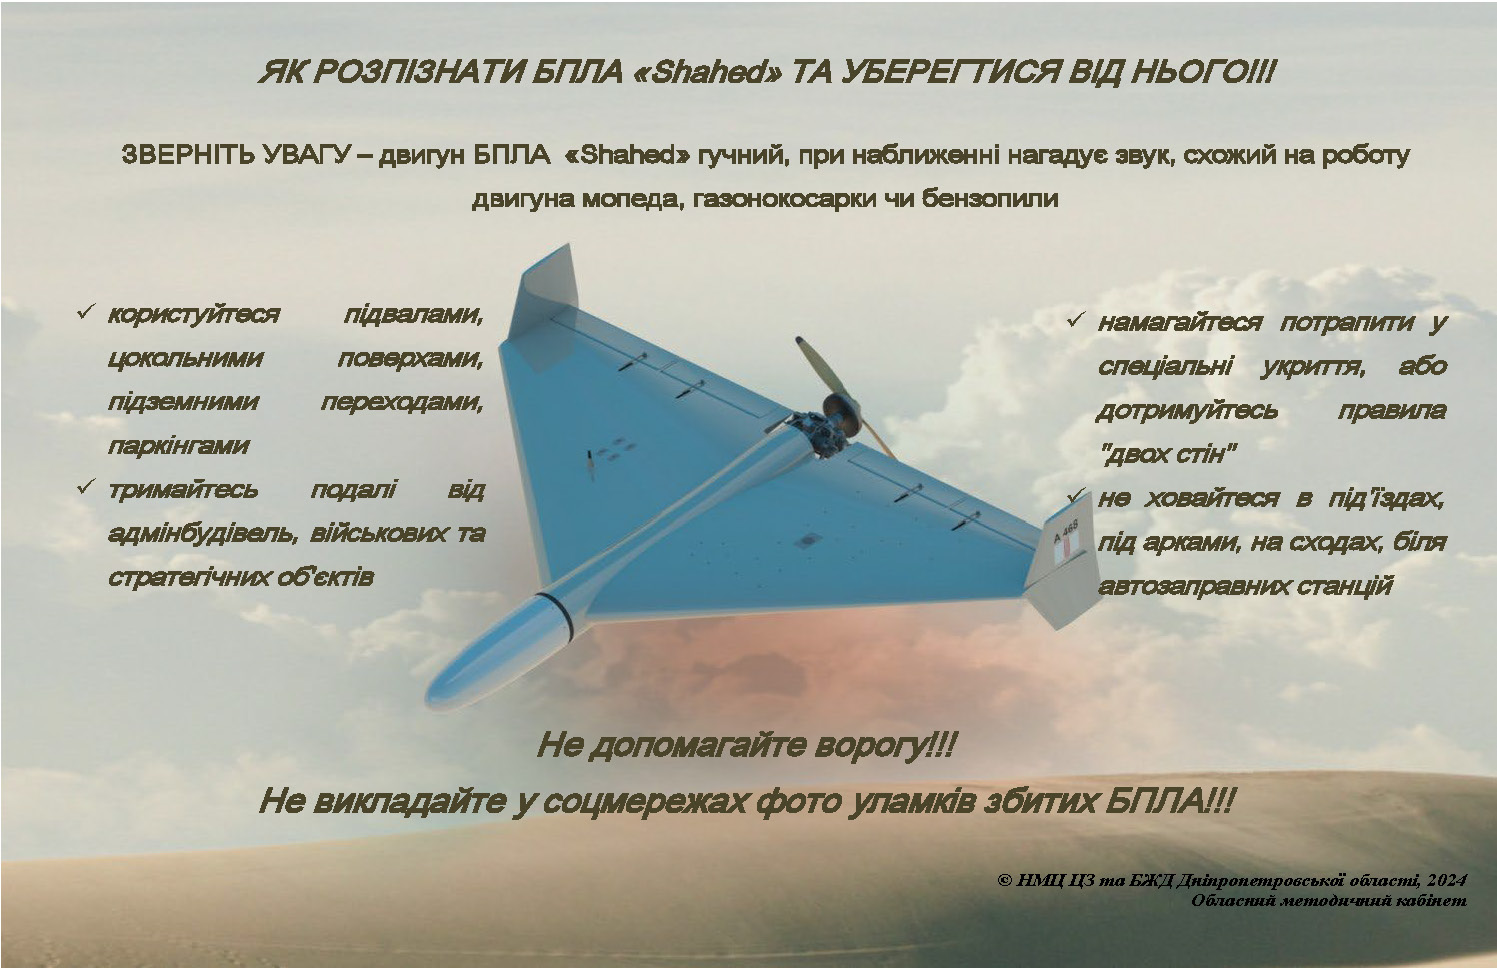 ЯК РОЗПІЗНАТИ БПЛА «Shahed» ТА УБЕРЕГТИСЯ ВІД НЬОГО!!!
ЗВЕРНІТЬ УВАГУ – двигун БПЛА «Shahed» гучний, при наближенні нагадує звук, схожий на роботу
двигуна мопеда, газонокосарки чи бензопили
користуйтеся підвалами,
цокольними поверхами,
підземними переходами,
паркінгами
тримайтесь подалі від
адмінбудівель, військових та
стратегічних об'єктів
намагайтеся потрапити у
спеціальні укриття, або
дотримуйтесь правила
"двох стін"
не ховайтеся в під'їздах,
під арками, на сходах, біля
автозаправних станцій
A 468
Не допомагайте ворогу!!!
Не викладайте у соцмережах фото уламків збитих БПЛА!!!
© НМЦ ЦЗ та БЖД Дніпропетровської області, 2024
Обласний методичний кабінет